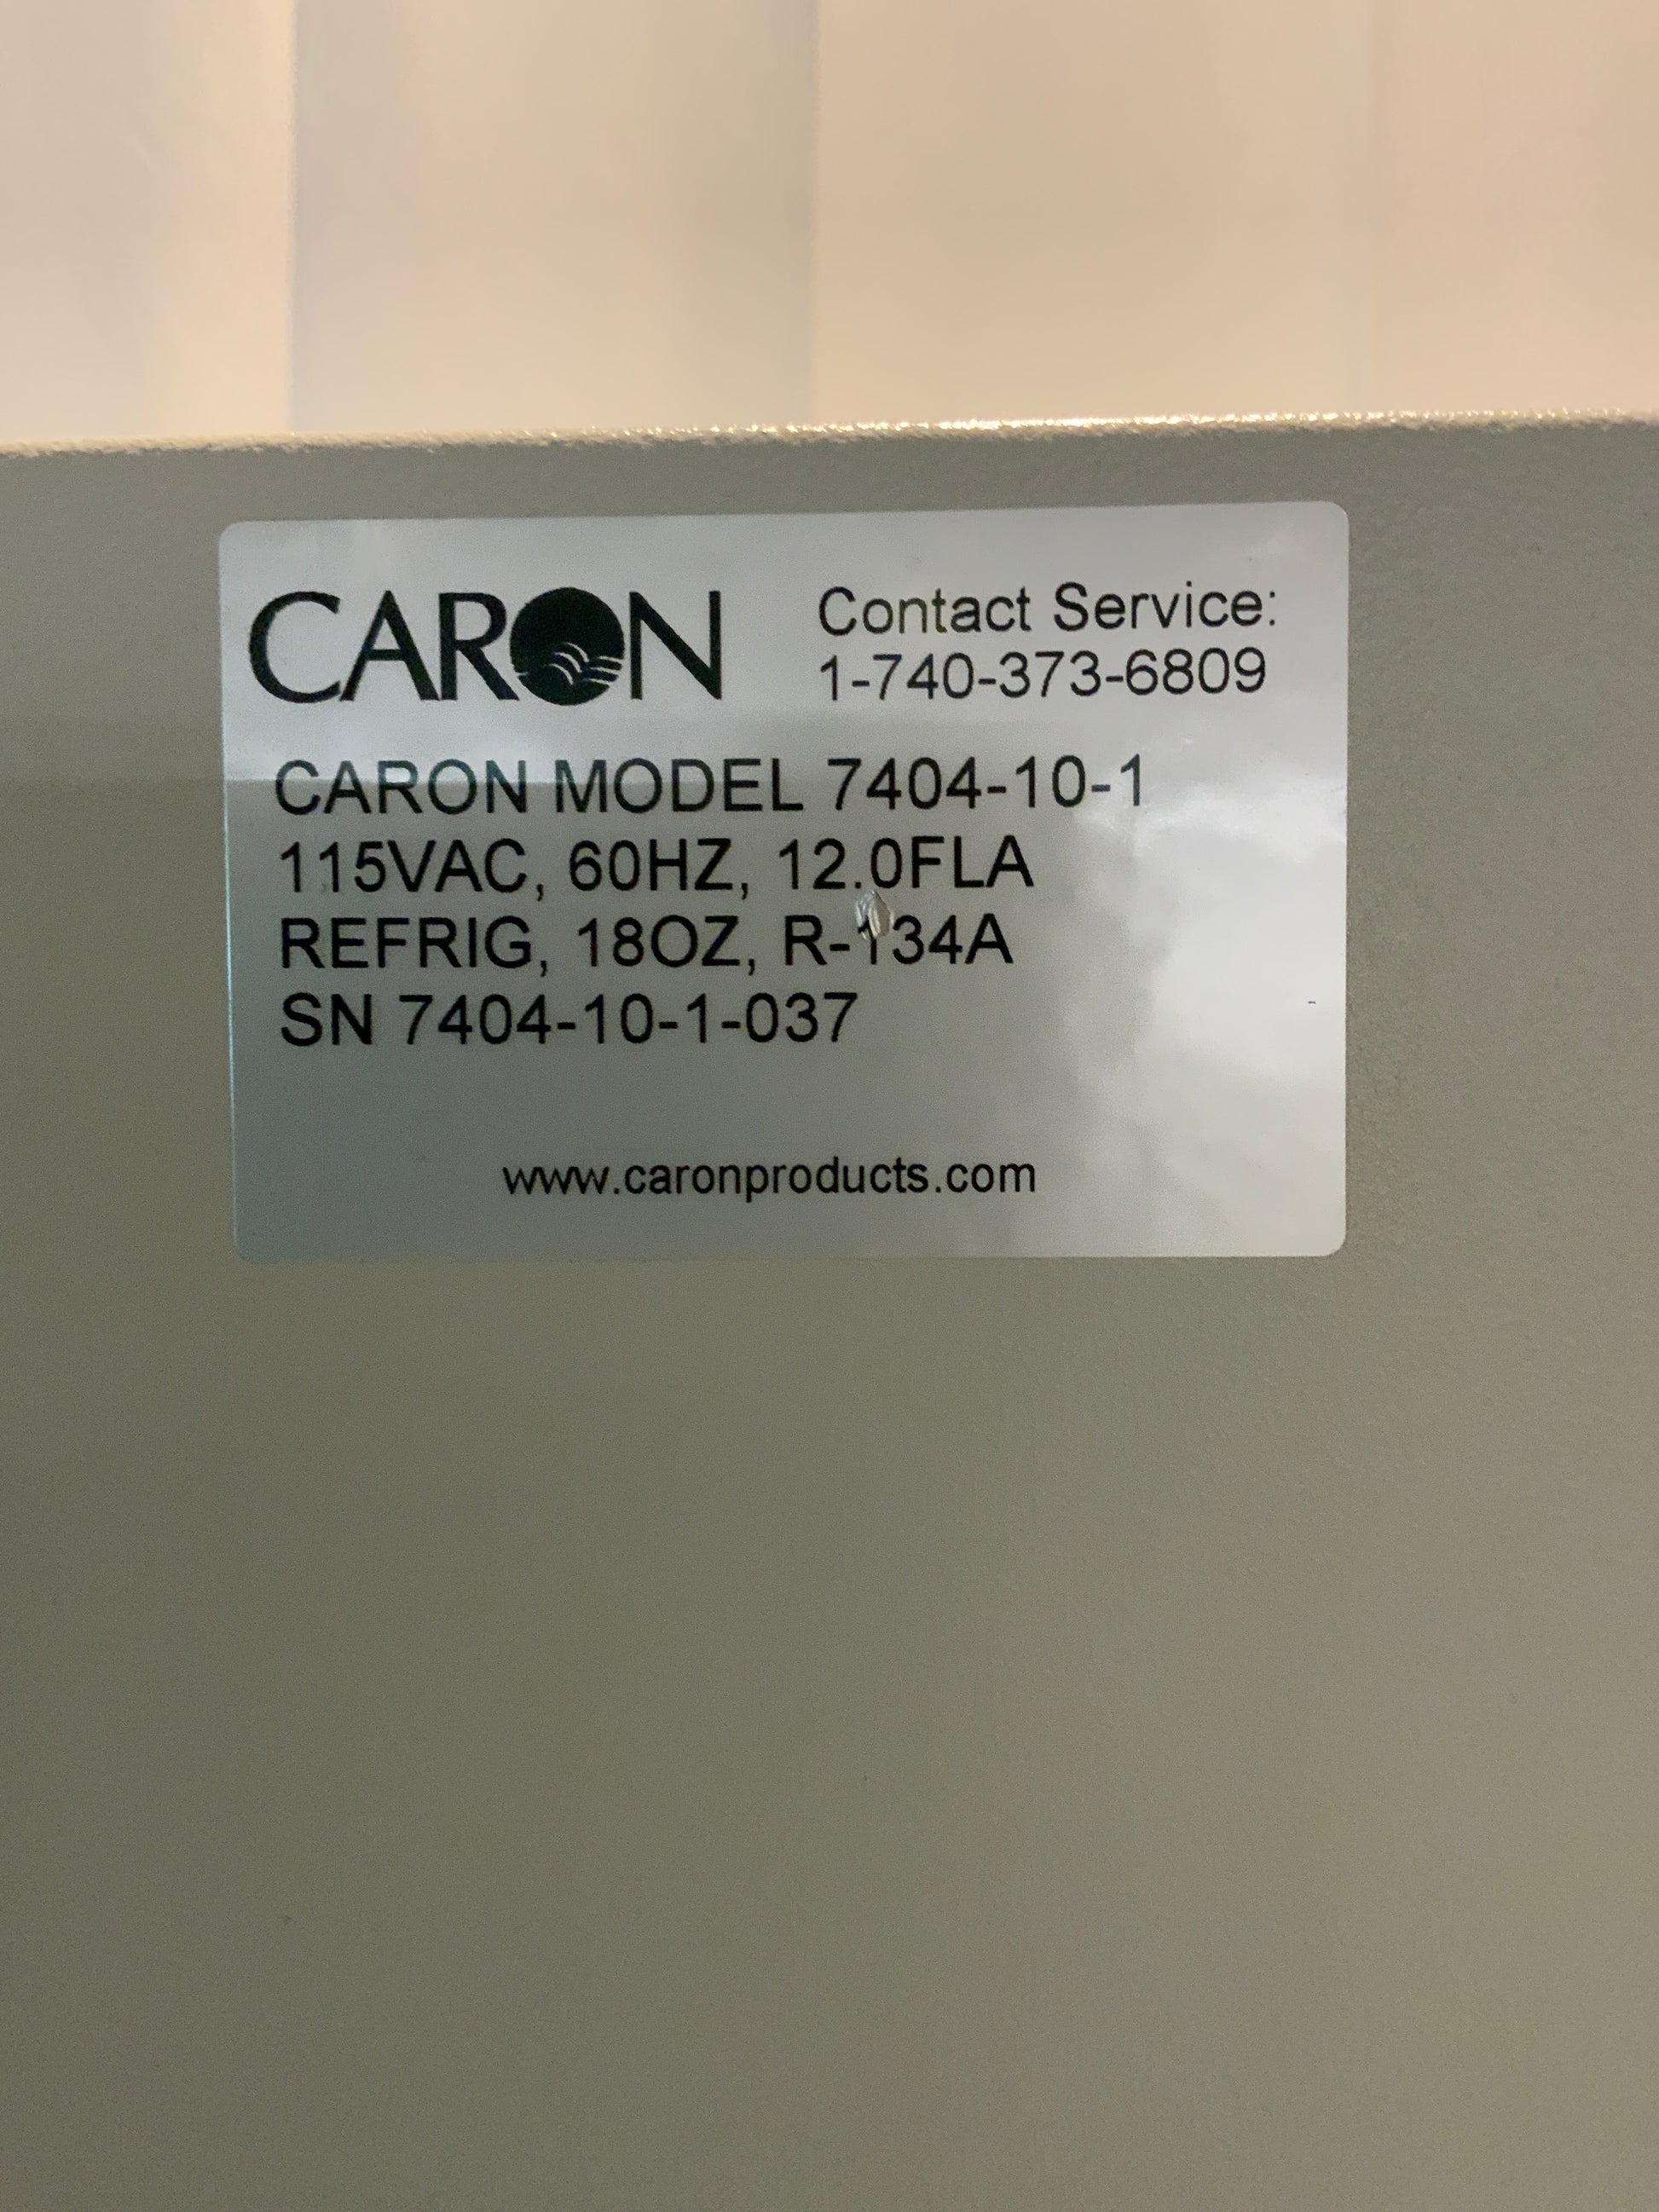 CARON
Contact Service:
1-740-373-6809
CARON MODEL 7404-10-1
115VAC, 60HZ, 12.0FLA
REFRIG, 18OZ, R-134A
SN 7404-10-1-037
www.caronproducts.com